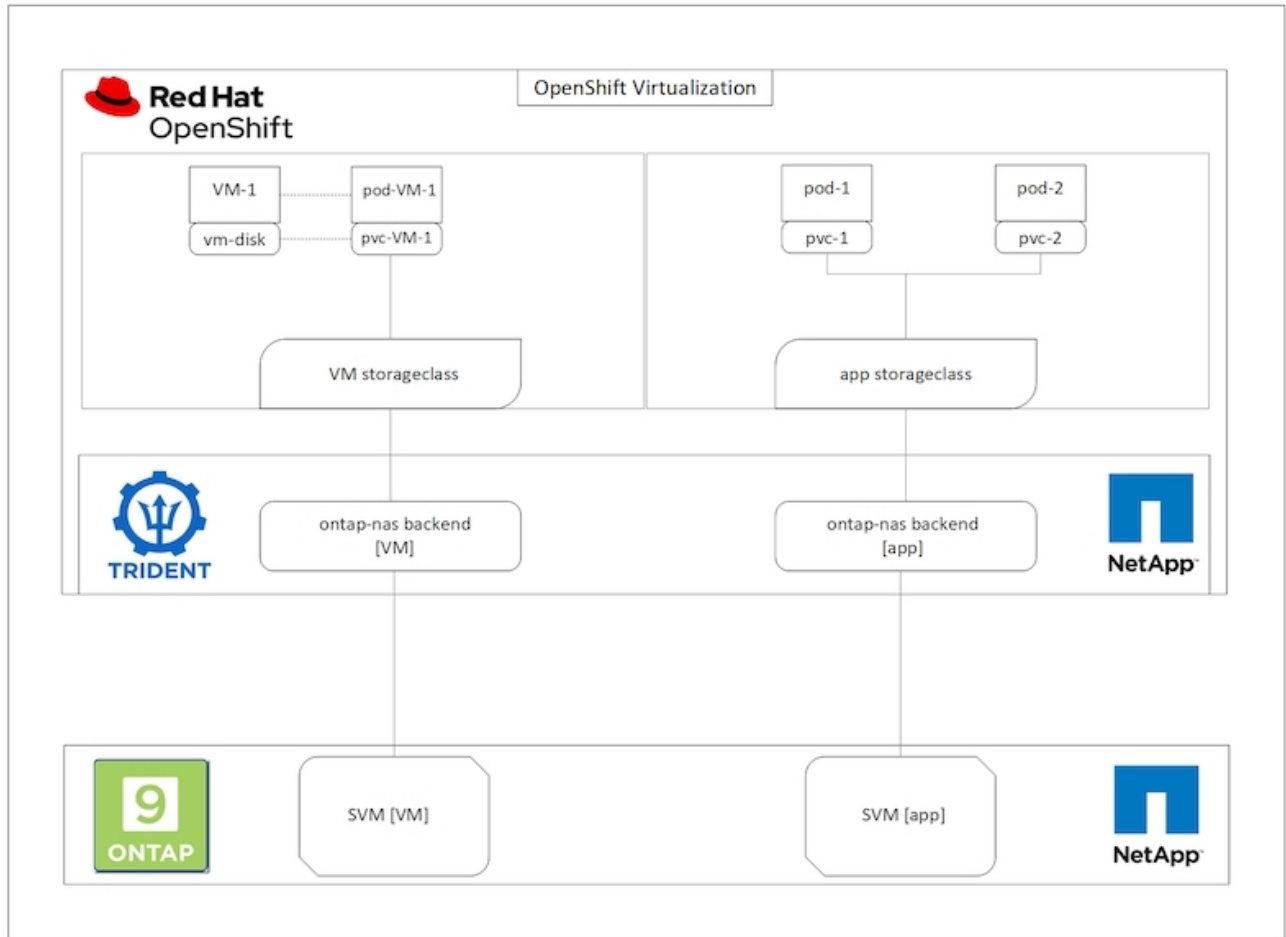 OpenShift Virtualization
Red Hat
OpenShift
VM-1
pod-VM-1
pod-1
pod-2
vm-disk
pvc-VM-1
pvc-1
pvc-2
VM storageclass
app storageclass
TRIDENT
ontap-nas backend
[VM]
ontap-nas backend
[app]
NetApp™
9
ONTAP
SVM [VM]
SVM [app]
NetApp™